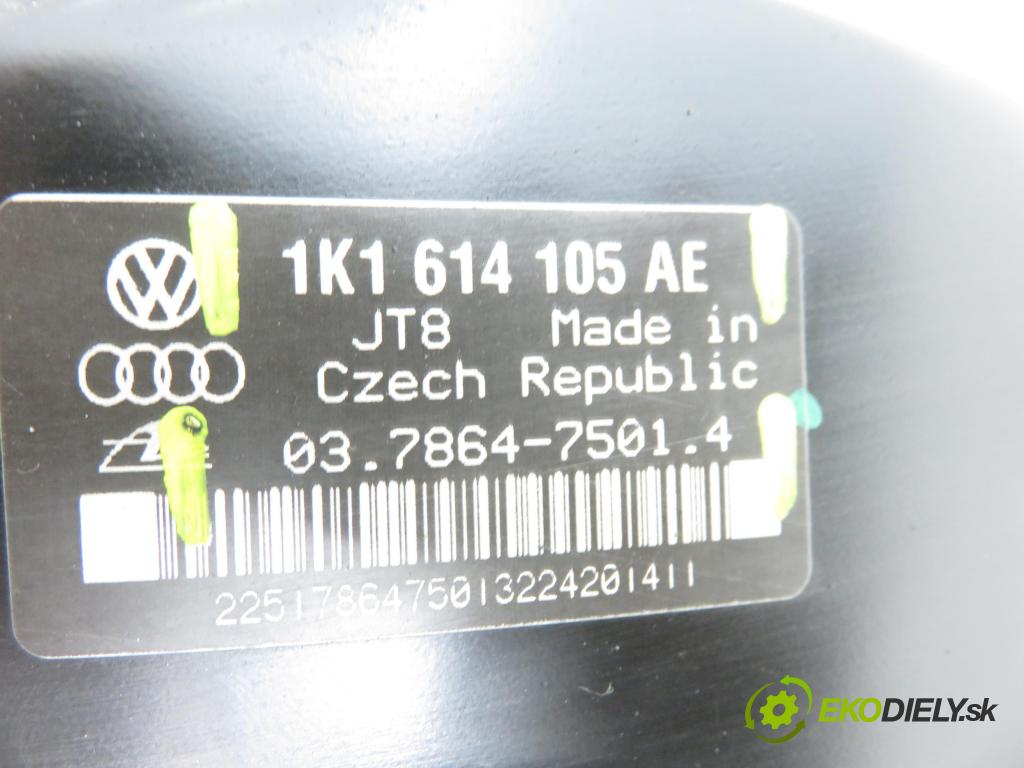 1K1 614 105 AE
JT8 Made in
Czech Republic
03.7864-7501.4
2251786475013224201411
EKODIELY.sk